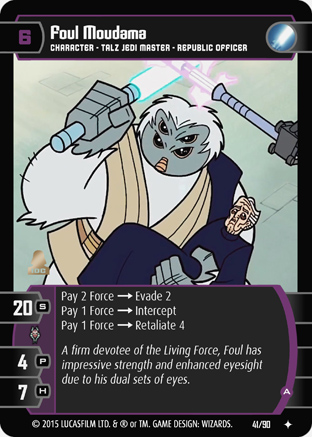 6
Foul Moudama
CHARACTER - TALZ JEDI MASTER - REPUBLIC OFFICER
20 S
4 P
7 H
Pay 2 Force → Evade 2
Pay 1 Force → Intercept
Pay 1 Force → Retaliate 4
A firm devotee of the Living Force, Foul has
impressive strength and enhanced eyesight
due to his dual sets of eyes.
A
© 2015 LUCASFILM LTD. & ® or TM. GAME DESIGN: WIZARDS.
41/90